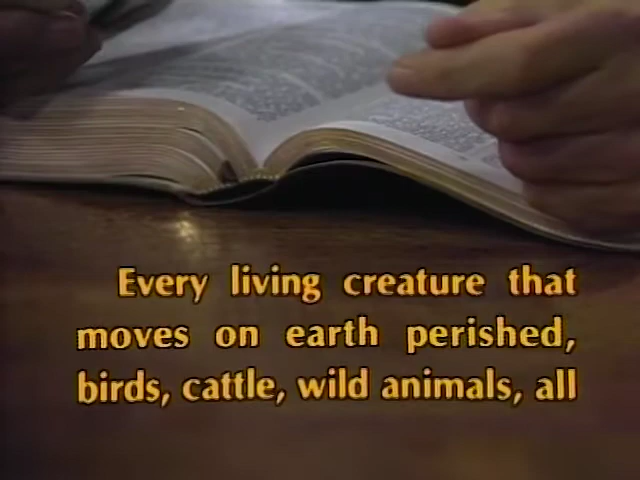 Every living creature that
moves on earth perished,
birds, cattle, wild animals, all